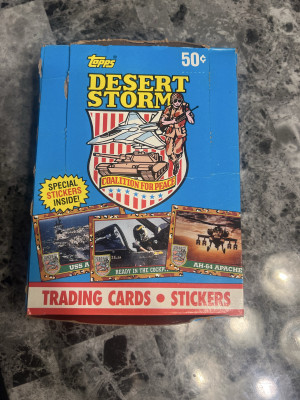 Topps
50¢
DESERT
STORM
COALITION FOR PEACE
SPECIAL
STICKERS
INSIDE!
USS A
READY IN THE COCKP
AH-64 APACHE
TRADING CARDS • STICKERS